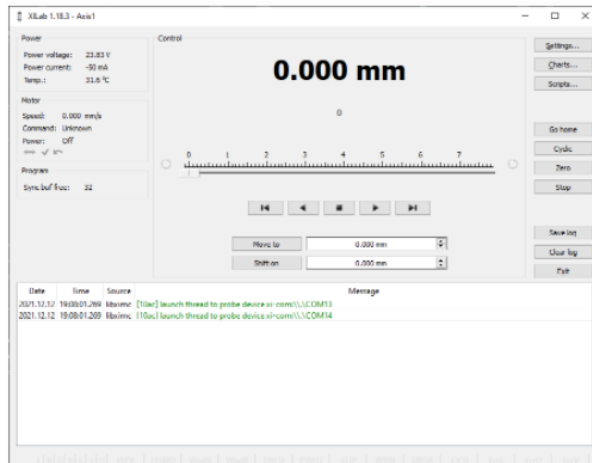 XILab 1.18.3 - Axis1
Power
Power voltage: 23.83 V
Power current: -50 mA
Temp.: 31.6 °C
Motor
Speed: 0.000 mm/s
Command: Unknown
Power: Off
Program
Sync buf free: 32
Control
0.000 mm
0 1 2 3 4 5 6 7
Move to 0.000 mm
Shift on 0.000 mm
Settings...
Charts...
Scripts...
Go home
Cyclic
Zero
Stop
Save log
Clear log
Exit
Date Time Source Message
2021.12.12 19:08:01.269 libximc [10ac] launch thread to probe device xi-com:\\.\COM13
2021.12.12 19:08:01.269 libximc [10ac] launch thread to probe device xi-com:\\.\COM14